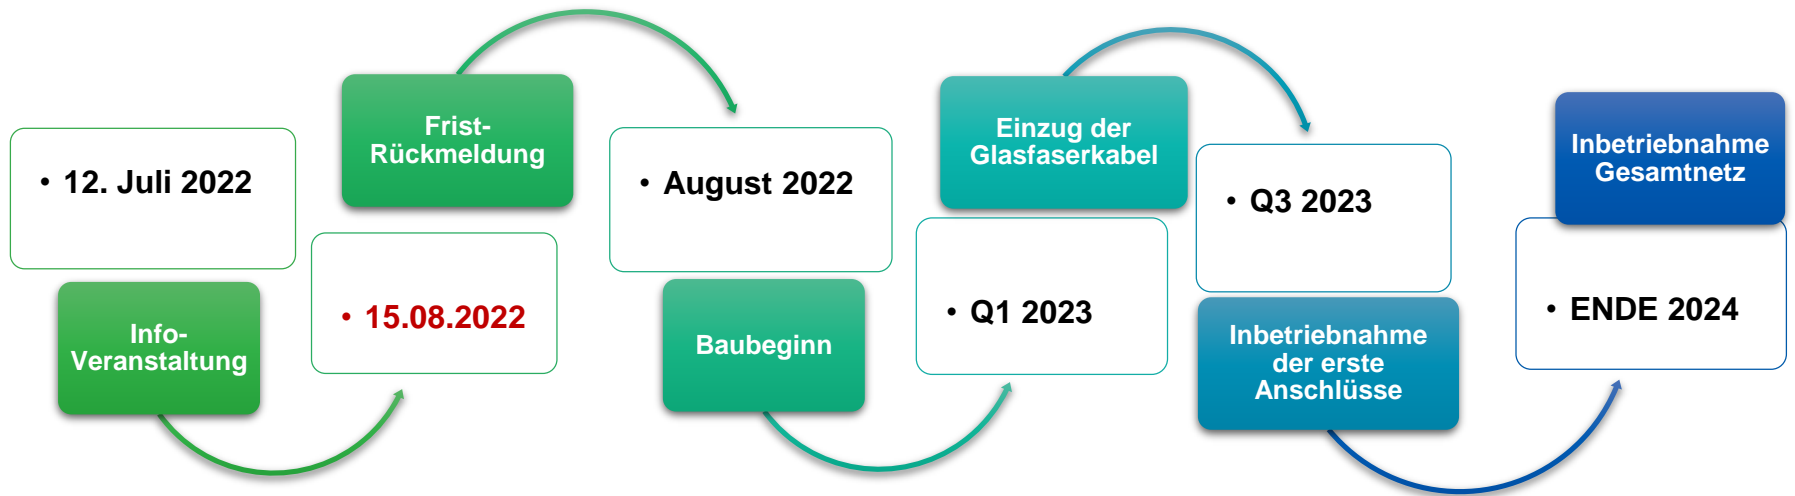 • 12. Juli 2022
Info-
Veranstaltung
Frist-
Rückmeldung
• 15.08.2022
• August 2022
Baubeginn
Einzug der
Glasfaserkabel
• Q1 2023
• Q3 2023
Inbetriebnahme
der erste
Anschlüsse
Inbetriebnahme
Gesamtnetz
• ENDE 2024